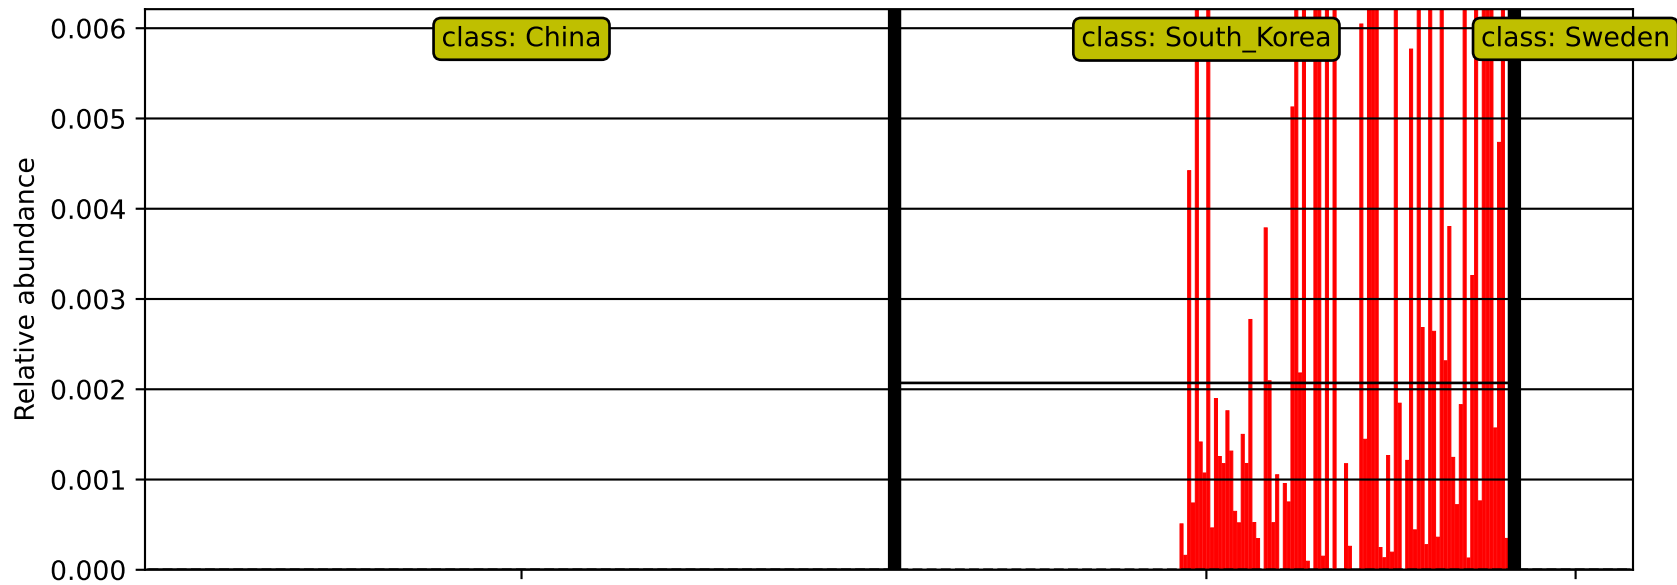 class: China
class: South_Korea
class: Sweden
Relative abundance
0.006
0.005
0.004
0.003
0.002
0.001
0.000